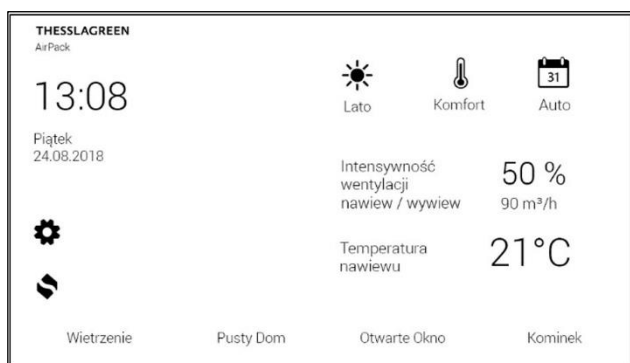 THESSLAGREEN
AirPack
13:08
Piątek
24.08.2018
31
Lato
Komfort
Auto
Intensywność
wentylacji
nawiew / wywiew
50 %
90 m³/h
Temperatura
nawiewu
21°C
Wietrzenie
Pusty Dom
Otwarte Okno
Kominek